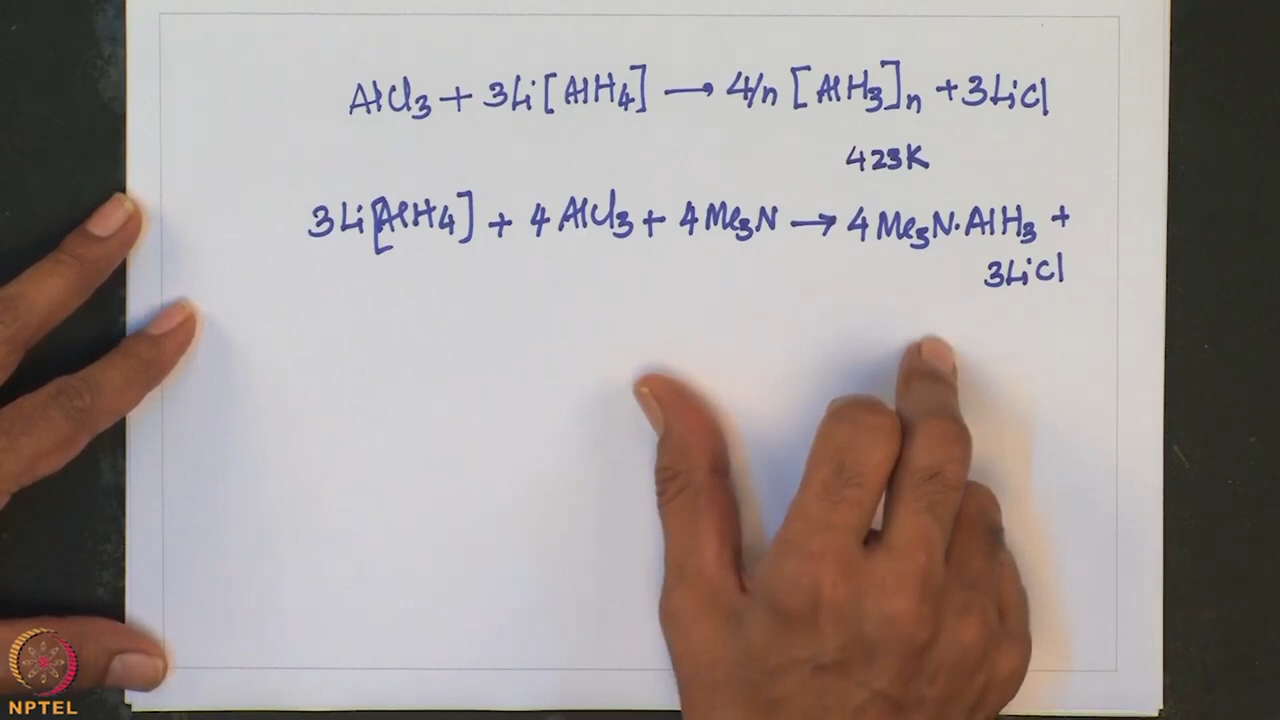 AlCl3 + 3Li[AlH4] → 4/n [AlH3]n + 3LiCl
423K
3Li[AlH4] + 4AlCl3 + 4Me3N → 4Me3N·AlH3 +
3LiCl
NPTEL